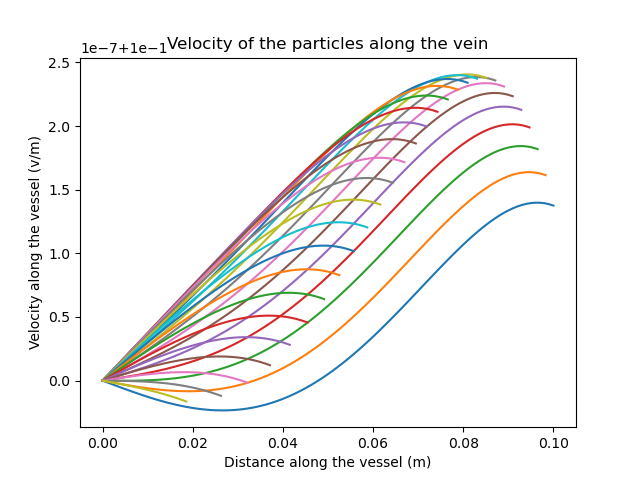 Velocity of the particles along the vein
1e−7+1e−1
2.5
2.0
1.5
1.0
0.5
0.0
Velocity along the vessel (v/m)
0.00 0.02 0.04 0.06 0.08 0.10
Distance along the vessel (m)